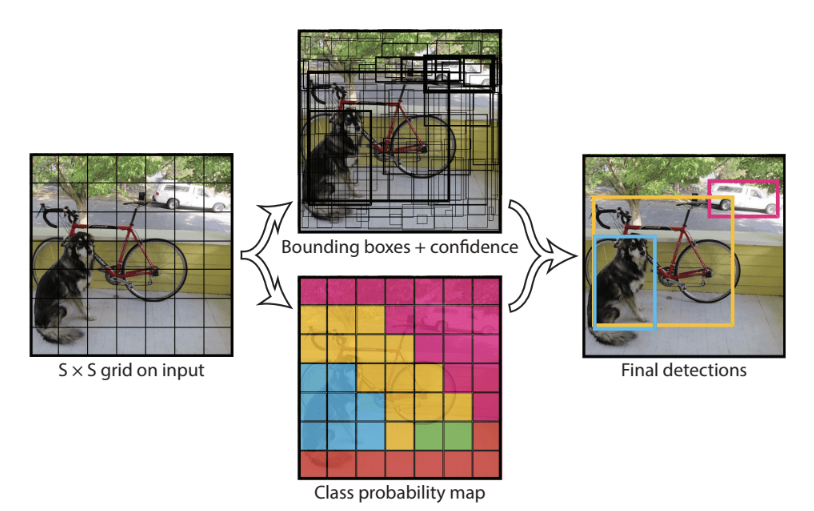 S × S grid on input
Bounding boxes + confidence
Class probability map
Final detections